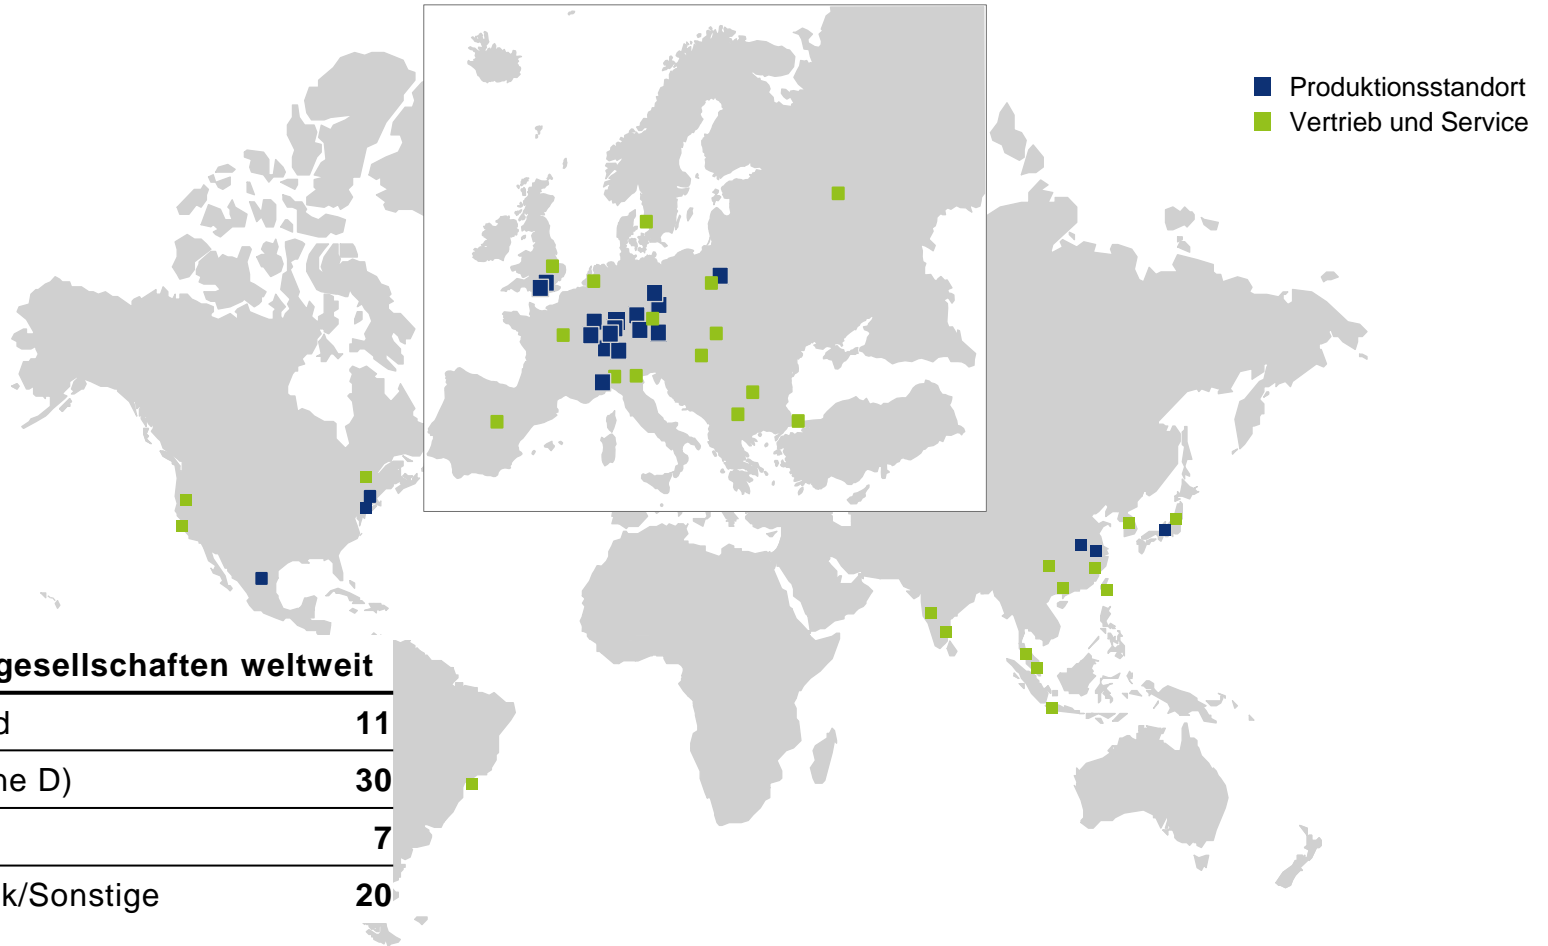 Produktionsstandort
Vertrieb und Service
gesellschaften weltweit
d 11
ne D) 30
7
k/Sonstige 20